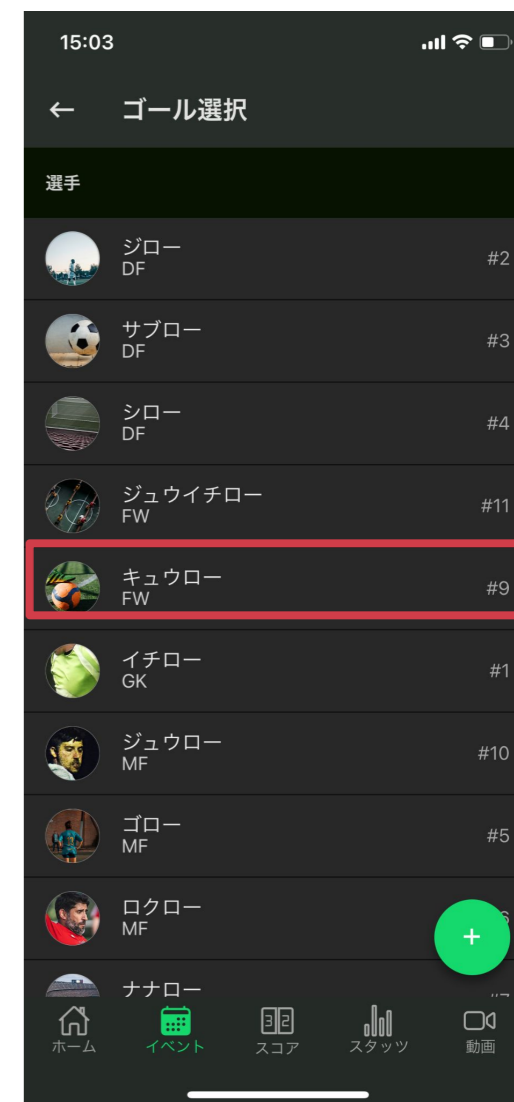 15:03
← ゴール選択
選手
ジロー
DF
#2
サブロー
DF
#3
シロー
DF
#4
ジュウイチロー
FW
#11
キュウロー
FW
#9
イチロー
GK
#1
ジュウロー
MF
#10
ゴロー
MF
#5
ロクロー
MF
+
ナナロー
ホーム
イベント
スコア
スタッツ
動画